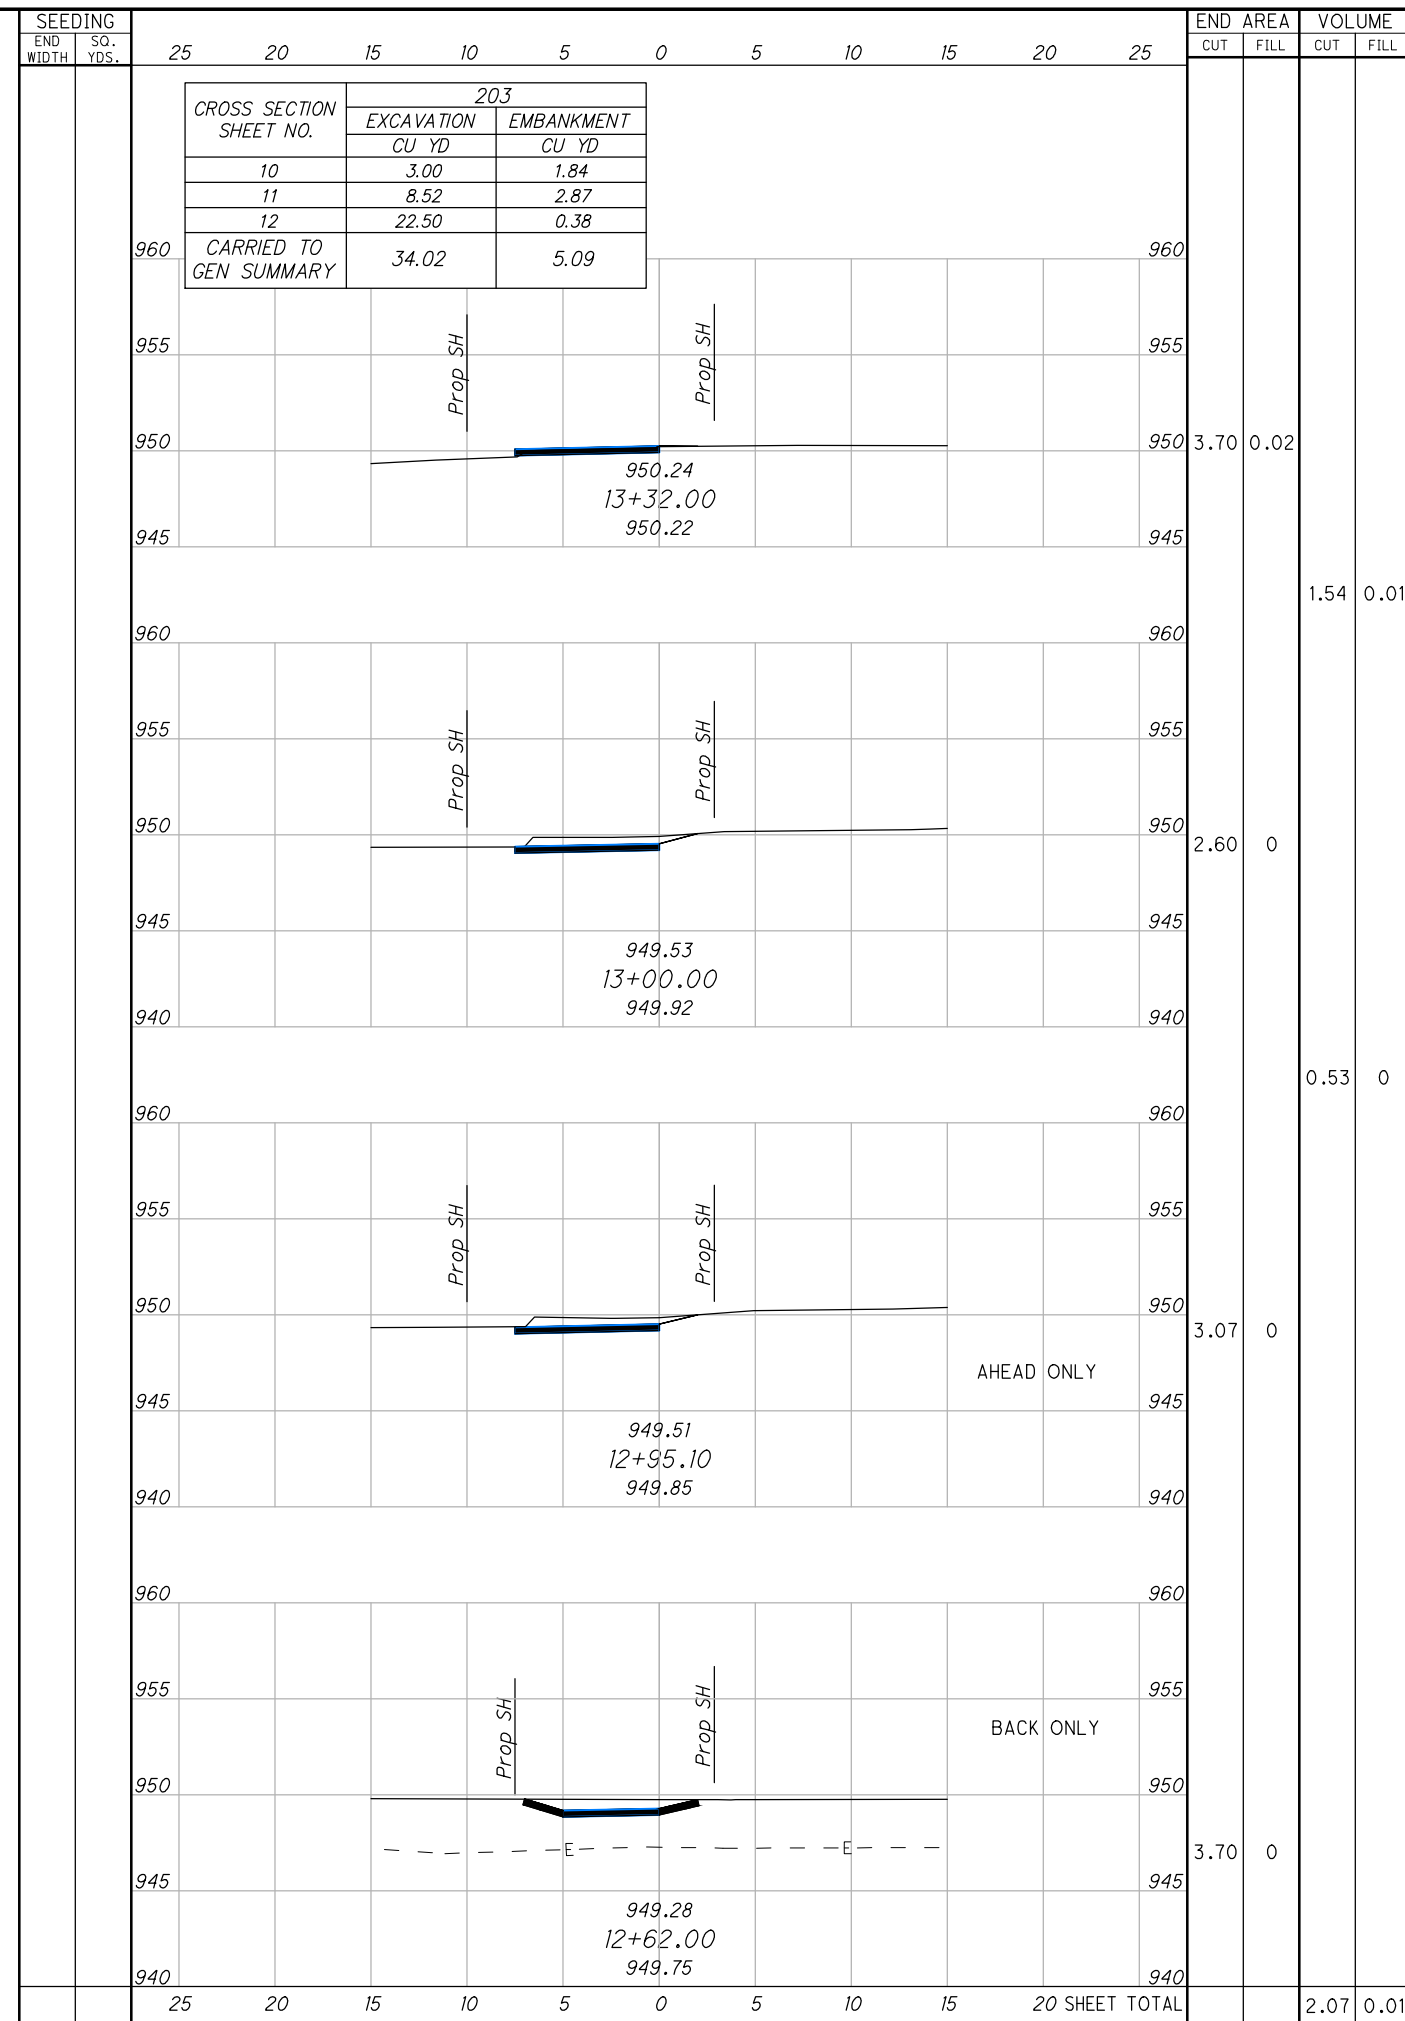 SEEDING
END WIDTH SQ. YDS.
25 20 15 10 5 0 5 10 15 20 25
END AREA VOLUME
CUT FILL CUT FILL
CROSS SECTION SHEET NO. 203
EXCAVATION EMBANKMENT
CU YD CU YD
10 3.00 1.84
11 8.52 2.87
12 22.50 0.38
CARRIED TO GEN SUMMARY 34.02 5.09
960 960
Prop SH Prop SH
955 955
950 950 3.70 0.02
950.24
13+32.00
950.22
945 945
1.54 0.01
960 960
Prop SH Prop SH
955 955
950 950
2.60 0
945 945
949.53
13+00.00
949.92
940 940
0.53 0
960 960
Prop SH Prop SH
955 955
950 950
3.07 0
AHEAD ONLY
945 945
949.51
12+95.10
949.85
940 940
960 960
Prop SH Prop SH
955 955
BACK ONLY
950 950
E E 3.70 0
945 945
949.28
12+62.00
949.75
940 940
25 20 15 10 5 0 5 10 15 20 SHEET TOTAL 2.07 0.01